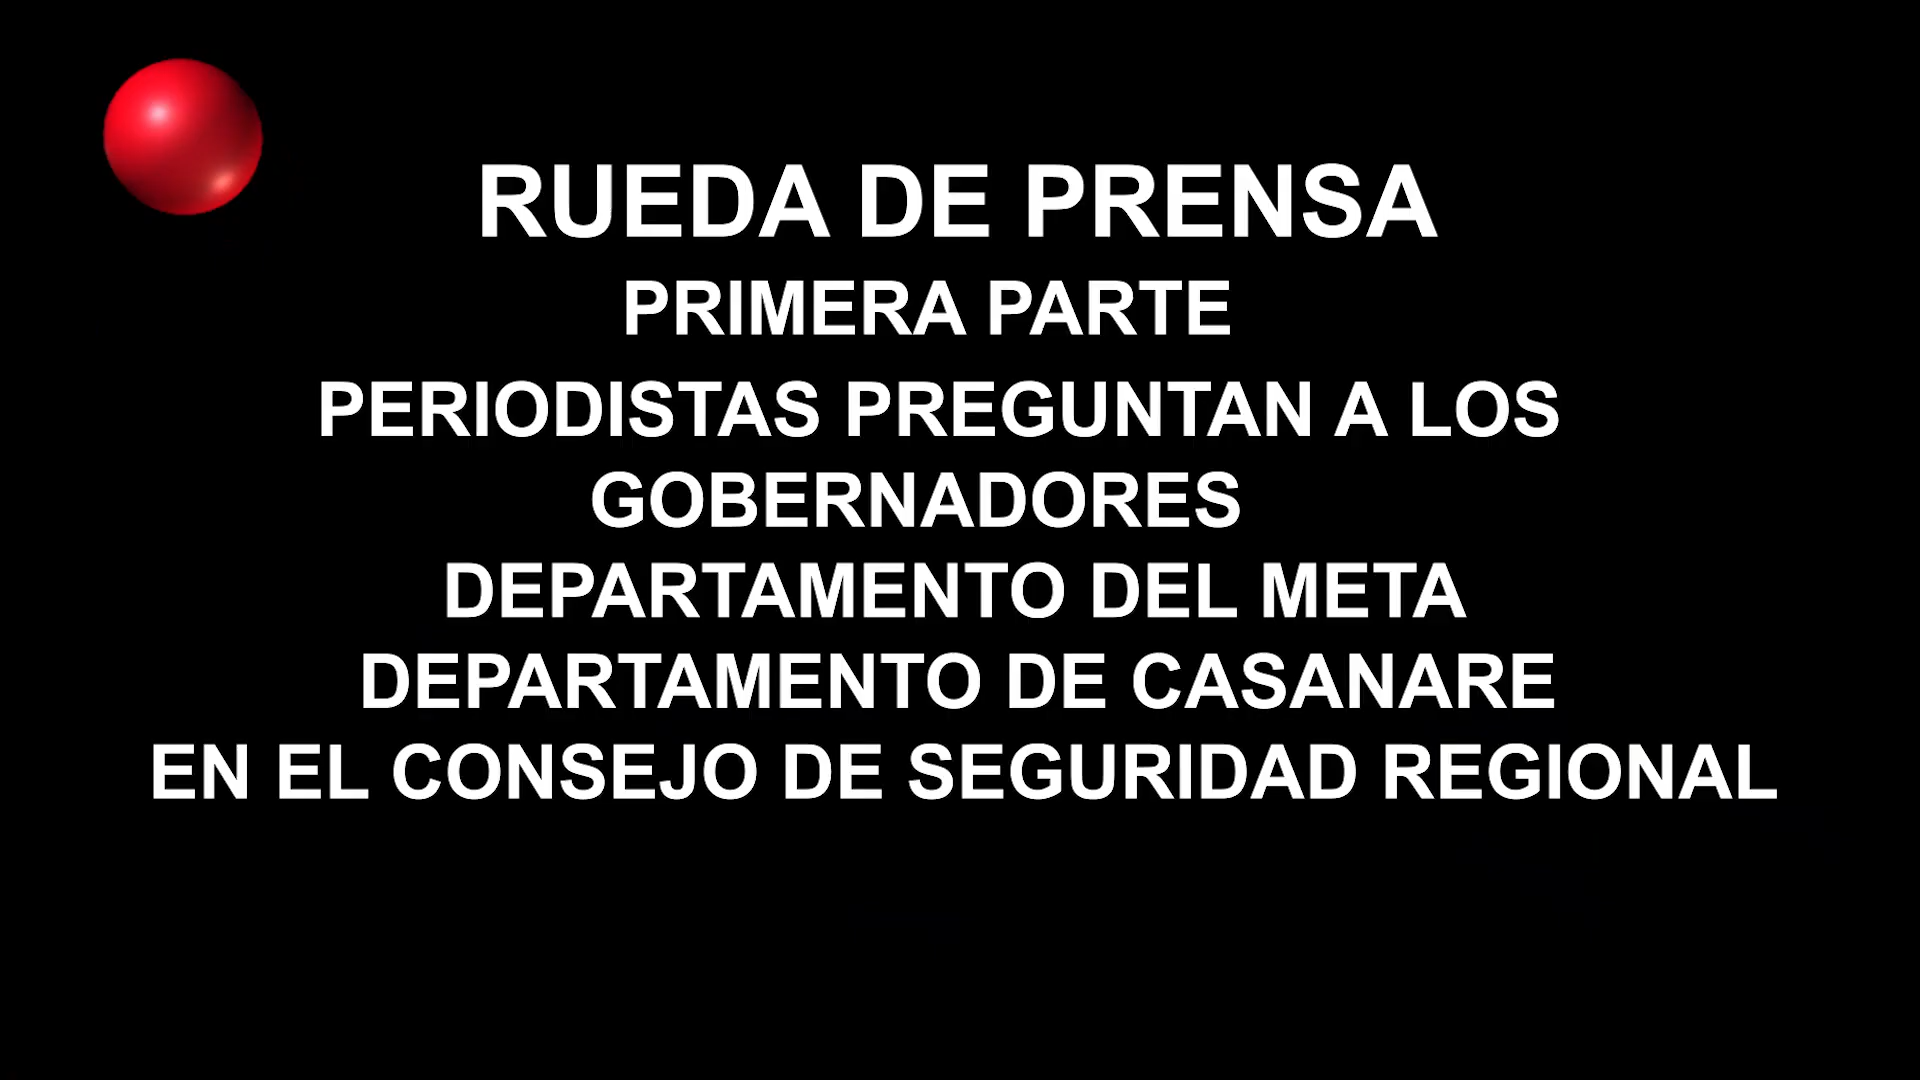 RUEDA DE PRENSA
PRIMERA PARTE
PERIODISTAS PREGUNTAN A LOS
GOBERNADORES
DEPARTAMENTO DEL META
DEPARTAMENTO DE CASANARE
EN EL CONSEJO DE SEGURIDAD REGIONAL